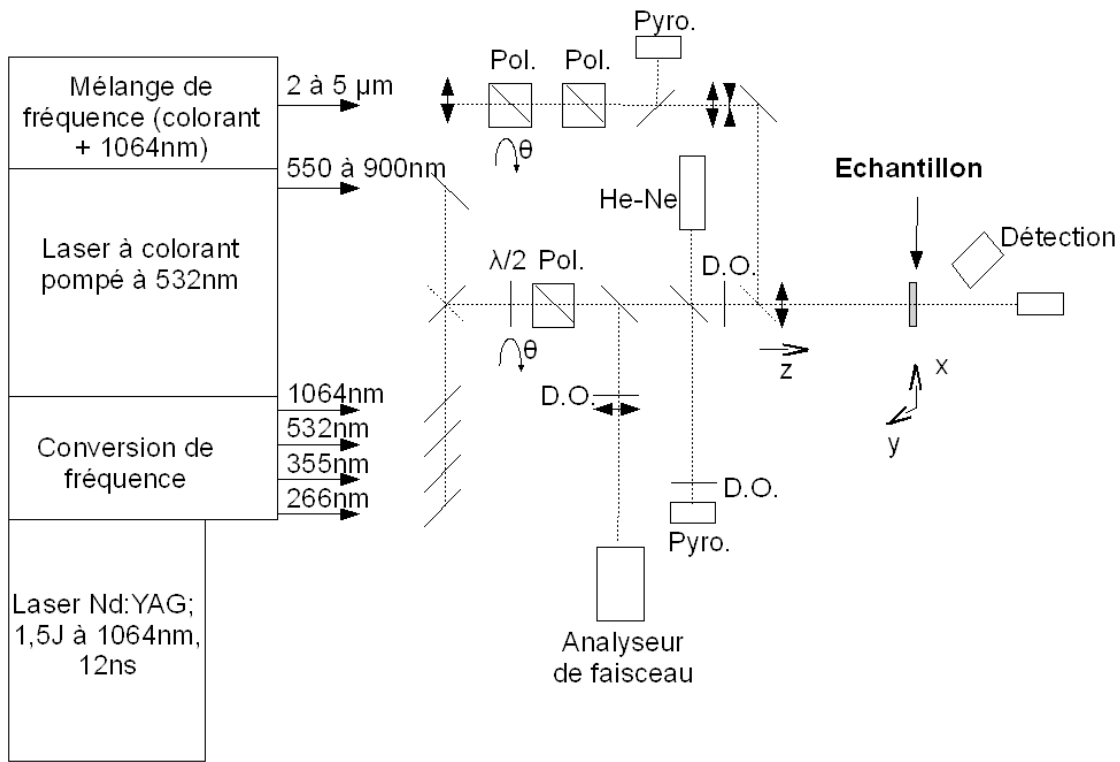 Mélange de
fréquence (colorant
+ 1064nm)
2 à 5 µm
550 à 900nm
Laser à colorant
pompé à 532nm
1064nm
532nm
355nm
266nm
Conversion de
fréquence
Laser Nd:YAG;
1,5J à 1064nm,
12ns
Pol.
Pol.
Pyro.
θ
He-Ne
λ/2
Pol.
θ
D.O.
Echantillon
Détection
z
x
y
D.O.
D.O.
Pyro.
Analyseur
de faisceau